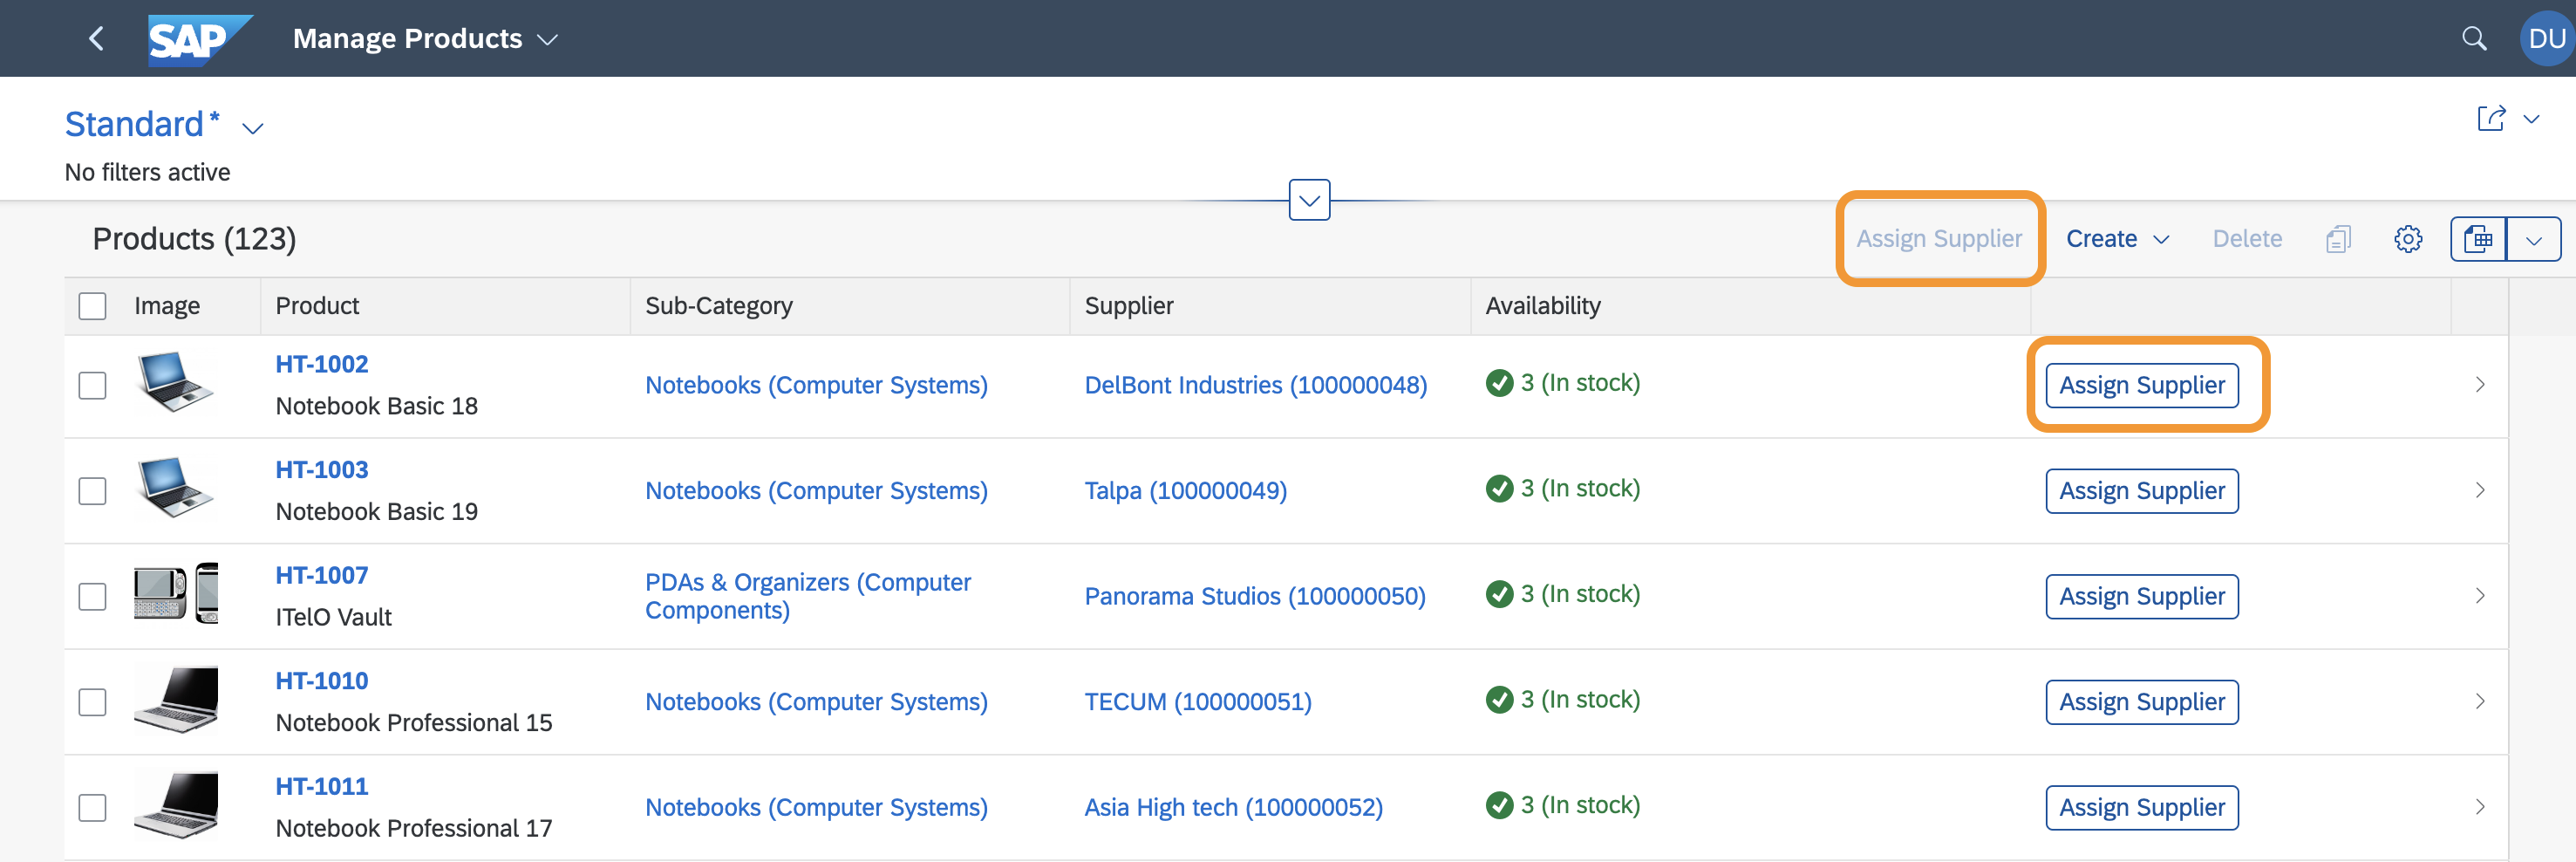 SAP Manage Products DU
Standard *
No filters active
Products (123) Assign Supplier Create Delete
Image Product Sub-Category Supplier Availability
HT-1002
Notebook Basic 18
Notebooks (Computer Systems)
DelBont Industries (100000048)
3 (In stock)
Assign Supplier
HT-1003
Notebook Basic 19
Notebooks (Computer Systems)
Talpa (100000049)
3 (In stock)
Assign Supplier
HT-1007
ITelO Vault
PDAs & Organizers (Computer
Components)
Panorama Studios (100000050)
3 (In stock)
Assign Supplier
HT-1010
Notebook Professional 15
Notebooks (Computer Systems)
TECUM (100000051)
3 (In stock)
Assign Supplier
HT-1011
Notebook Professional 17
Notebooks (Computer Systems)
Asia High tech (100000052)
3 (In stock)
Assign Supplier